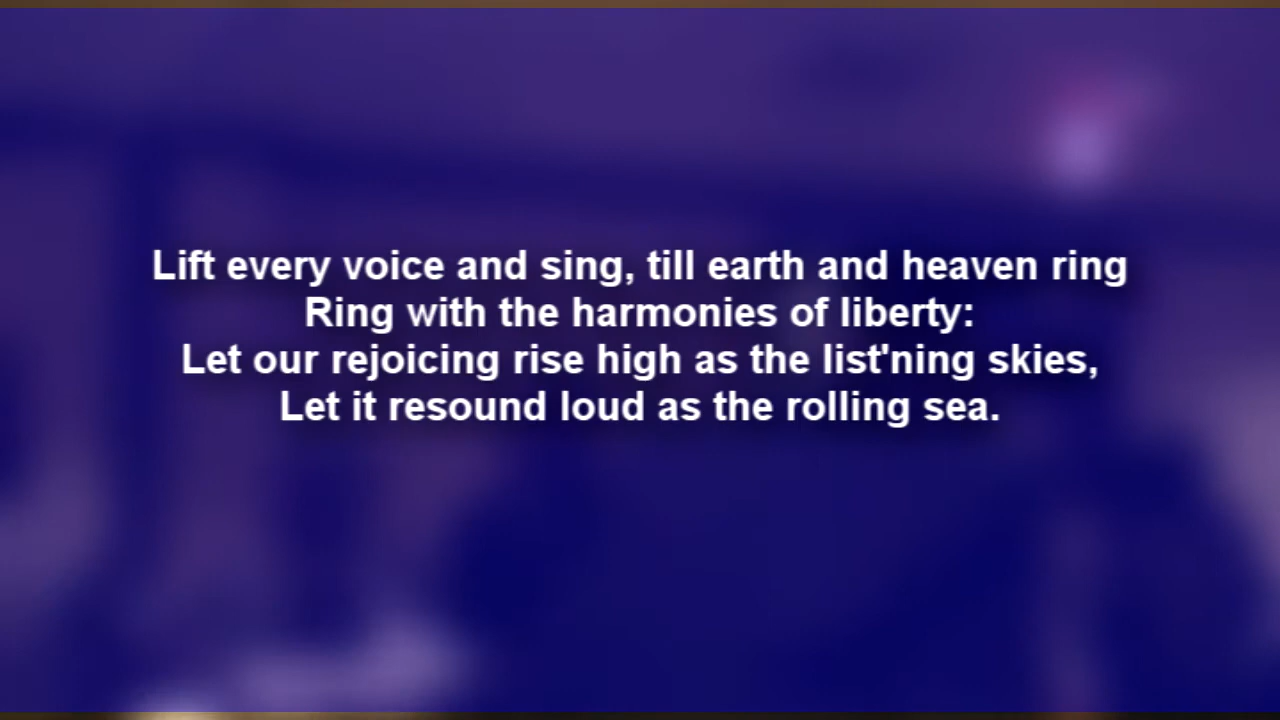 Lift every voice and sing, till earth and heaven ring
Ring with the harmonies of liberty:
Let our rejoicing rise high as the list'ning skies,
Let it resound loud as the rolling sea.